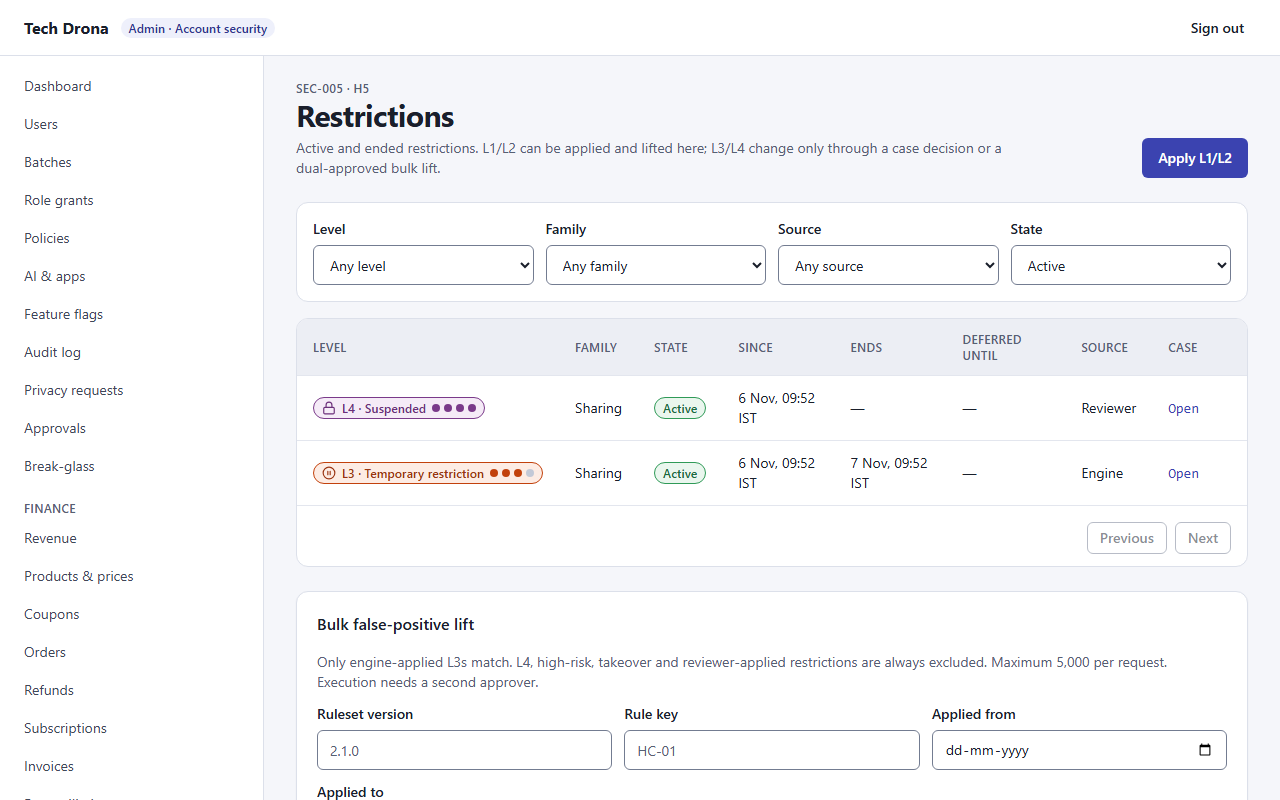 Tech Drona
Admin · Account security
Sign out
Dashboard
Users
Batches
Role grants
Policies
AI & apps
Feature flags
Audit log
Privacy requests
Approvals
Break-glass
FINANCE
Revenue
Products & prices
Coupons
Orders
Refunds
Subscriptions
Invoices
SEC-005 · H5
Restrictions
Active and ended restrictions. L1/L2 can be applied and lifted here; L3/L4 change only through a case decision or a
dual-approved bulk lift.
Apply L1/L2
Level Family Source State
Any level Any family Any source Active
LEVEL FAMILY STATE SINCE ENDS DEFERRED UNTIL SOURCE CASE
L4 · Suspended Sharing Active 6 Nov, 09:52 IST — — Reviewer Open
L3 · Temporary restriction Sharing Active 6 Nov, 09:52 IST 7 Nov, 09:52 IST — Engine Open
Previous Next
Bulk false-positive lift
Only engine-applied L3s match. L4, high-risk, takeover and reviewer-applied restrictions are always excluded. Maximum 5,000 per request.
Execution needs a second approver.
Ruleset version Rule key Applied from
2.1.0 HC-01 dd-mm-yyyy
Applied to